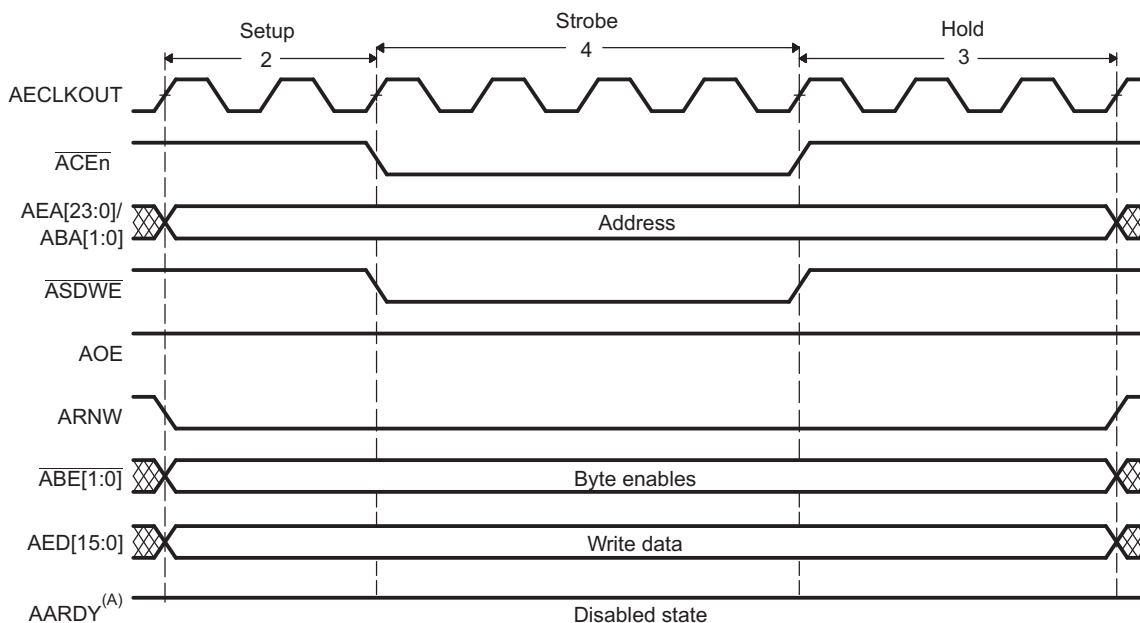 Setup
2
Strobe
4
Hold
3
AECLKOUT
ACEn
AEA[23:0]/
ABA[1:0]
Address
ASDWE
AOE
ARNW
ABE[1:0]
Byte enables
AED[15:0]
Write data
AARDY(A)
Disabled state